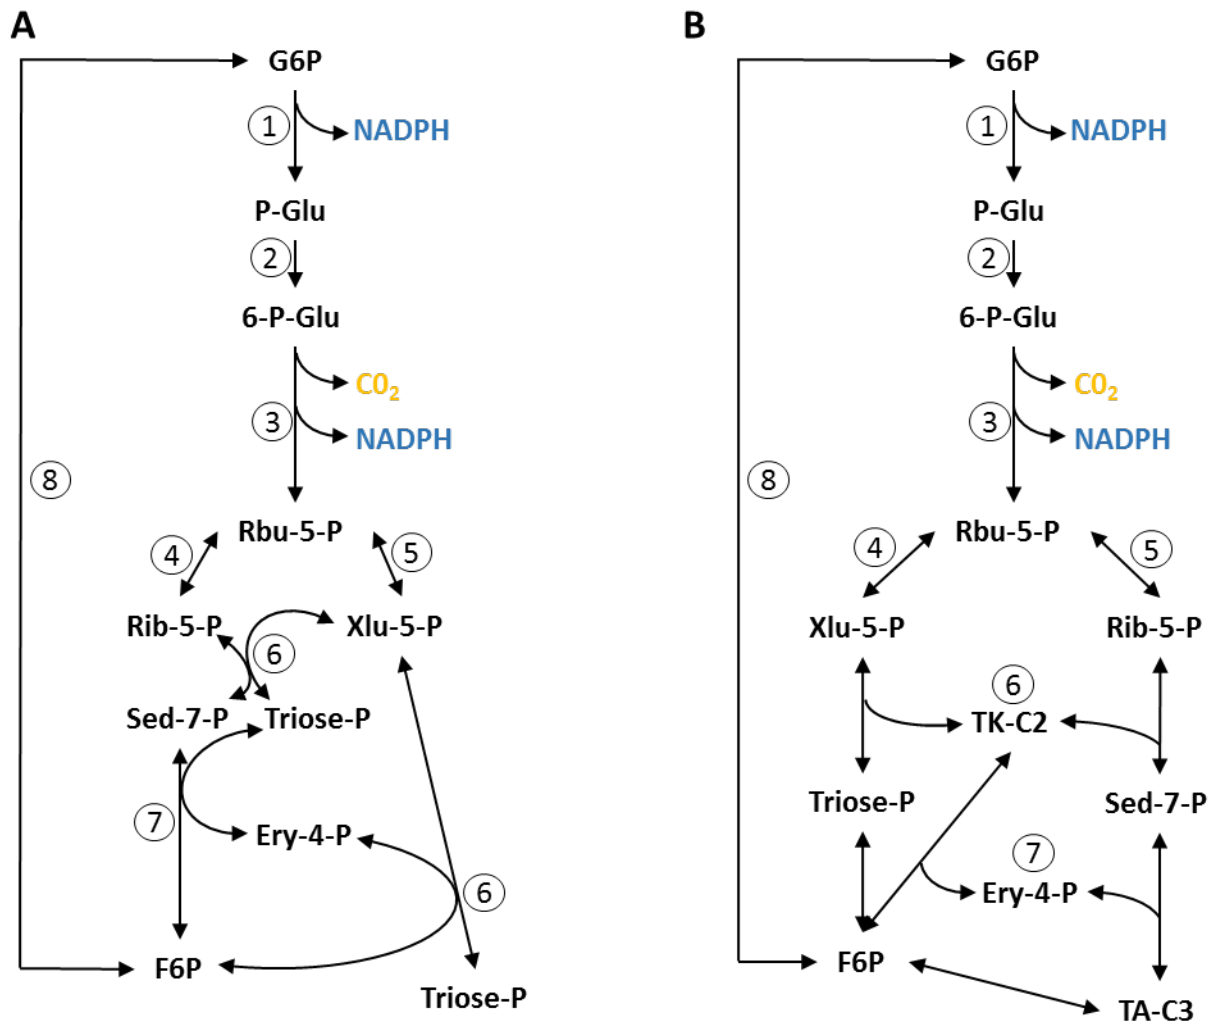 A
G6P
1
NADPH
P-Glu
2
6-P-Glu
C0₂
3
NADPH
8
Rbu-5-P
4
5
Rib-5-P
Xlu-5-P
6
Sed-7-P
Triose-P
7
Ery-4-P
6
F6P
Triose-P
B
G6P
1
NADPH
P-Glu
2
6-P-Glu
C0₂
3
NADPH
8
Rbu-5-P
4
5
Xlu-5-P
Rib-5-P
6
TK-C2
Triose-P
Sed-7-P
7
Ery-4-P
F6P
TA-C3